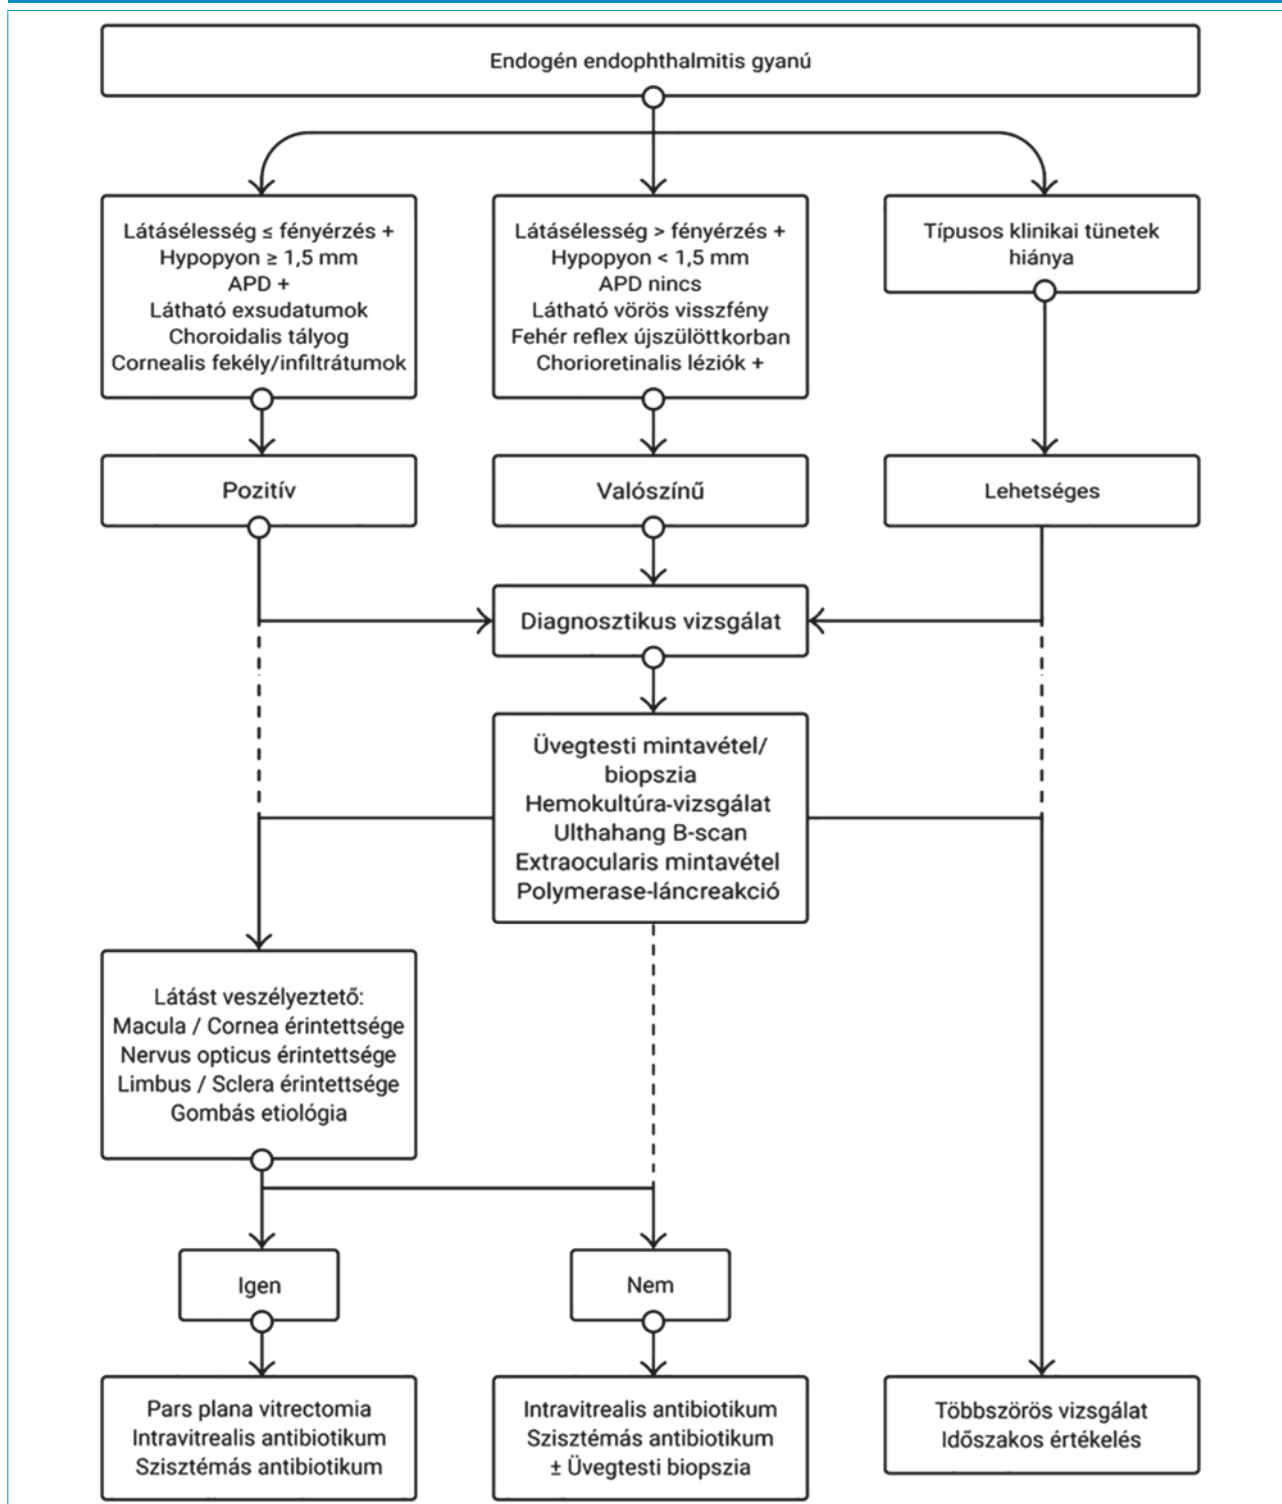 Endogén endophthalmitis gyanú
Látásélesség ≤ fényérzés +
Hypopyon ≥ 1,5 mm
APD +
Látható exsudatumok
Choroidalis tályog
Cornealis fekély/infiltrátumok
Látásélesség > fényérzés +
Hypopyon < 1,5 mm
APD nincs
Látható vörös visszfény
Fehér reflex újszülöttkorban
Chorioretinalis léziók +
Típusos klinikai tünetek
hiánya
Pozitív
Valószínű
Lehetséges
Diagnosztikus vizsgálat
Üvegtesti mintavétel/
biopszia
Hemokultúra-vizsgálat
Ulthahang B-scan
Extraocularis mintavétel
Polymerase-láncreakció
Látást veszélyeztető:
Macula / Cornea érintettsége
Nervus opticus érintettsége
Limbus / Sclera érintettsége
Gombás etiológia
Igen
Nem
Pars plana vitrectomia
Intravitrealis antibiotikum
Szisztémás antibiotikum
Intravitrealis antibiotikum
Szisztémás antibiotikum
± Üvegtesti biopszia
Többszörös vizsgálat
Időszakos értékelés